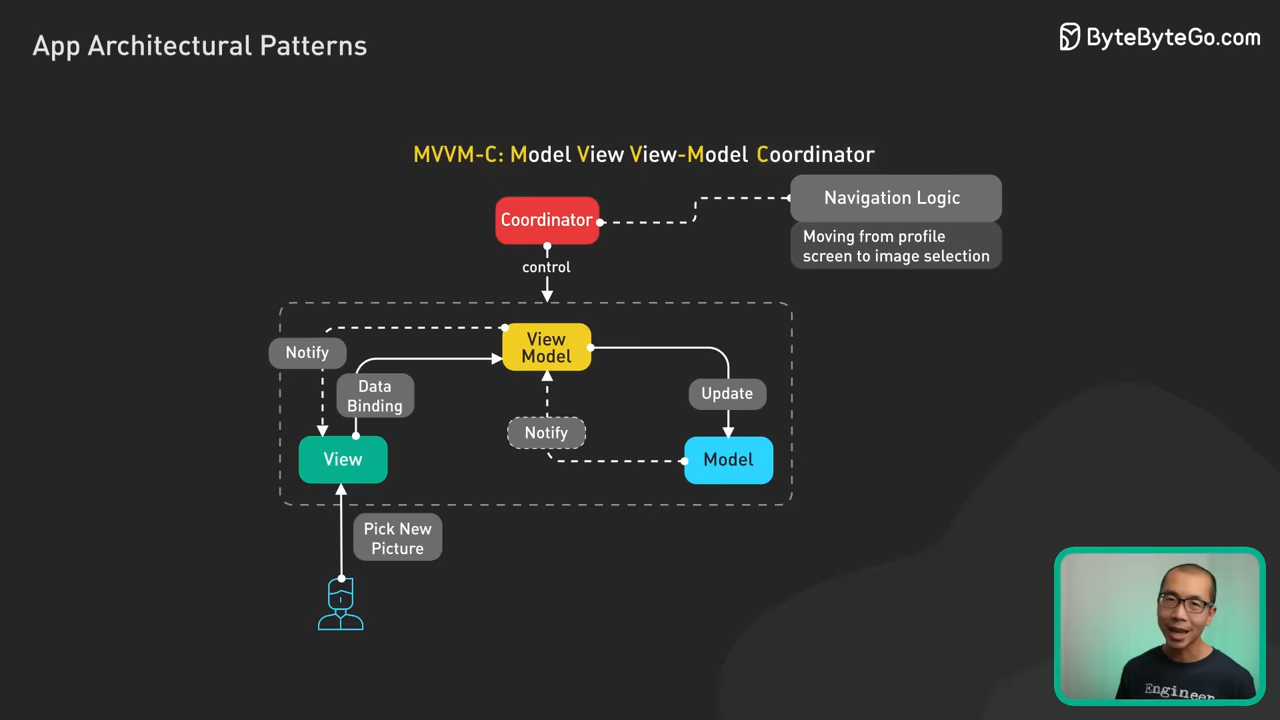 App Architectural Patterns
ByteByteGo.com
MVVM-C: Model View View-Model Coordinator
Coordinator
Navigation Logic
Moving from profile
screen to image selection
control
View
Model
Notify
Data
Binding
Update
Notify
View
Model
Pick New
Picture
Engineer